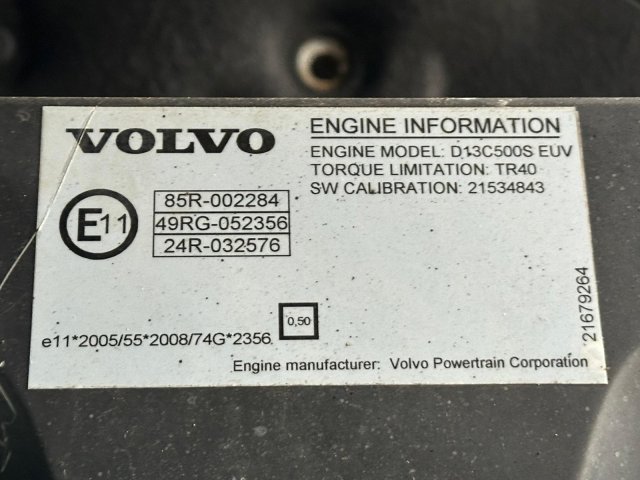 VOLVO
ENGINE INFORMATION
ENGINE MODEL: D13C500S EUV
TORQUE LIMITATION: TR40
SW CALIBRATION: 21534843
E11
85R-002284
49RG-052356
24R-032576
21679264
0,50
e11*2005/55*2008/74G*2356.
Engine manufacturer: Volvo Powertrain Corporation